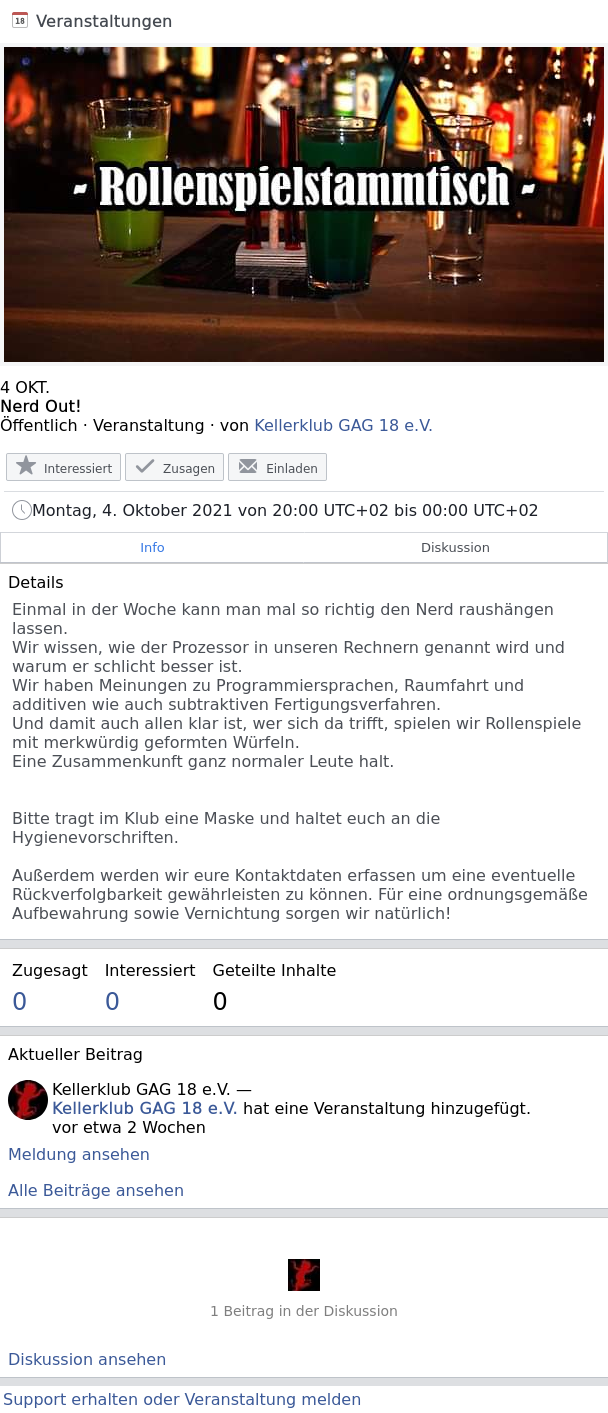 18 Veranstaltungen
- Rollenspielstammtisch -
4 OKT.
Nerd Out!
Öffentlich · Veranstaltung · von Kellerklub GAG 18 e.V.
Interessiert Zusagen Einladen
Montag, 4. Oktober 2021 von 20:00 UTC+02 bis 00:00 UTC+02
Info Diskussion
Details
Einmal in der Woche kann man mal so richtig den Nerd raushängen
lassen.
Wir wissen, wie der Prozessor in unseren Rechnern genannt wird und
warum er schlicht besser ist.
Wir haben Meinungen zu Programmiersprachen, Raumfahrt und
additiven wie auch subtraktiven Fertigungsverfahren.
Und damit auch allen klar ist, wer sich da trifft, spielen wir Rollenspiele
mit merkwürdig geformten Würfeln.
Eine Zusammenkunft ganz normaler Leute halt.
Bitte tragt im Klub eine Maske und haltet euch an die
Hygienevorschriften.
Außerdem werden wir eure Kontaktdaten erfassen um eine eventuelle
Rückverfolgbarkeit gewährleisten zu können. Für eine ordnungsgemäße
Aufbewahrung sowie Vernichtung sorgen wir natürlich!
Zugesagt Interessiert Geteilte Inhalte
0 0 0
Aktueller Beitrag
Kellerklub GAG 18 e.V. —
Kellerklub GAG 18 e.V. hat eine Veranstaltung hinzugefügt.
vor etwa 2 Wochen
Meldung ansehen
Alle Beiträge ansehen
1 Beitrag in der Diskussion
Diskussion ansehen
Support erhalten oder Veranstaltung melden